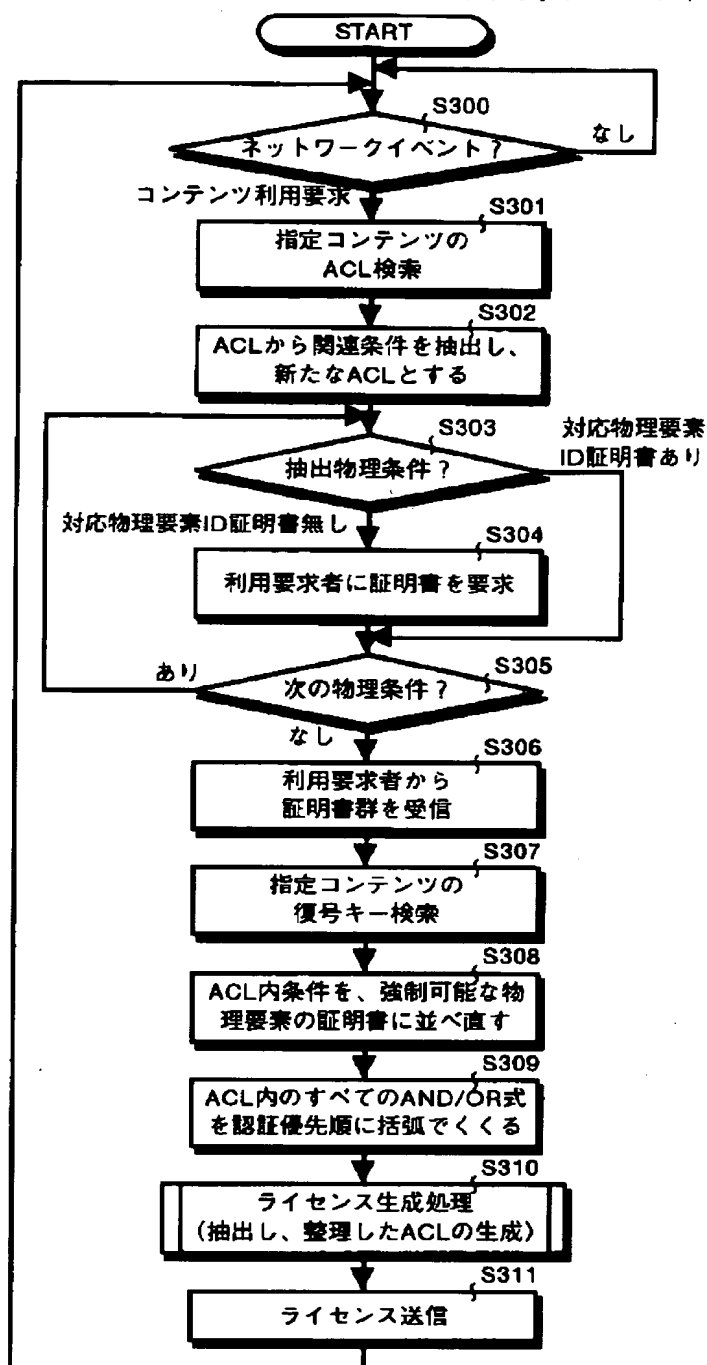 START
S300
ネットワークイベント?
なし
コンテンツ利用要求
S301
指定コンテンツの
ACL検索
S302
ACLから関連条件を抽出し、
新たなACLとする
S303
抽出物理条件?
対応物理要素
ID証明書あり
対応物理要素ID証明書無し
S304
利用要求者に証明書を要求
S305
次の物理条件?
あり
なし
S306
利用要求者から
証明書群を受信
S307
指定コンテンツの
復号キー検索
S308
ACL内条件を、強制可能な物
理要素の証明書に並べ直す
S309
ACL内のすべてのAND/OR式
を認証優先順に括弧でくくる
S310
ライセンス生成処理
(抽出し、整理したACLの生成)
S311
ライセンス送信